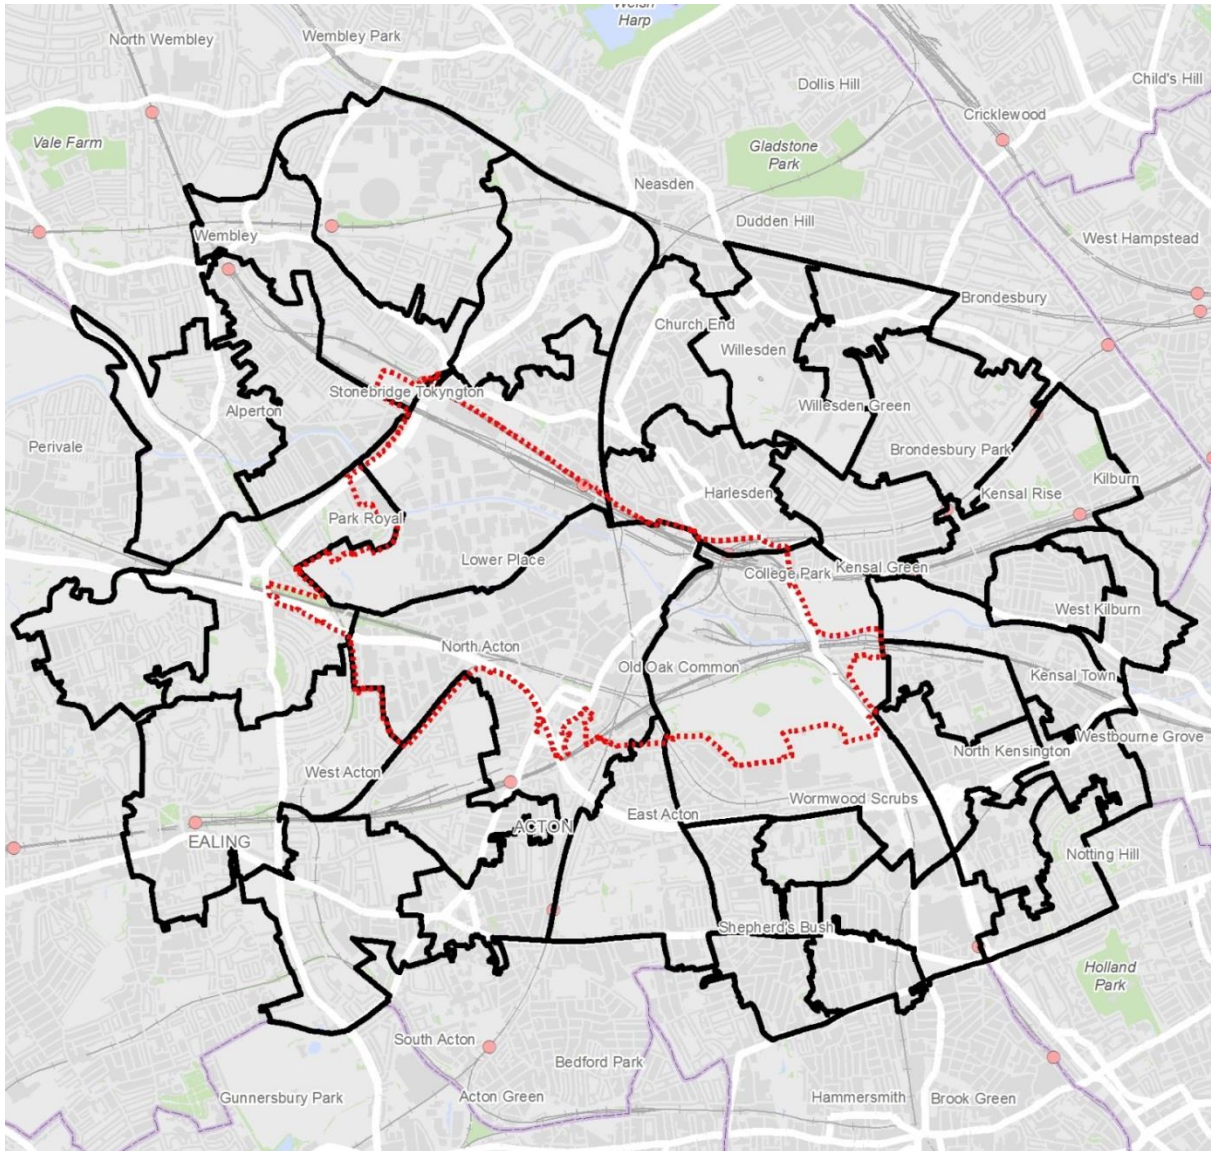 Welsh
Harp
North Wembley
Wembley Park
Dollis Hill
Child's Hill
Cricklewood
Vale Farm
Gladstone
Park
Neasden
Dudden Hill
Wembley
West Hampstead
Brondesbury
Church End
Willesden
Stonebridge Tokyngton
Alperton
Willesden Green
Perivale
Brondesbury Park
Kilburn
Harlesden
Kensal Rise
Park Royal
Lower Place
College Park
Kensal Green
West Kilburn
North Acton
Old Oak Common
Kensal Town
Westbourne Grove
North Kensington
West Acton
Wormwood Scrubs
East Acton
ACTON
EALING
Notting Hill
Shepherd's Bush
Holland
Park
South Acton
Bedford Park
Gunnersbury Park
Acton Green
Hammersmith
Brook Green